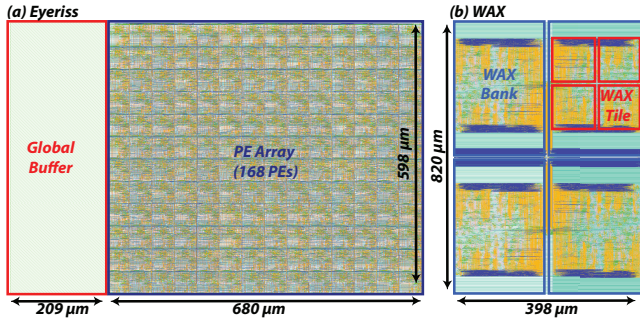 (a) Eyeriss
Global
Buffer
PE Array
(168 PEs)
598 μm
209 μm
680 μm
(b) WAX
WAX
Bank
WAX
Tile
820 μm
398 μm